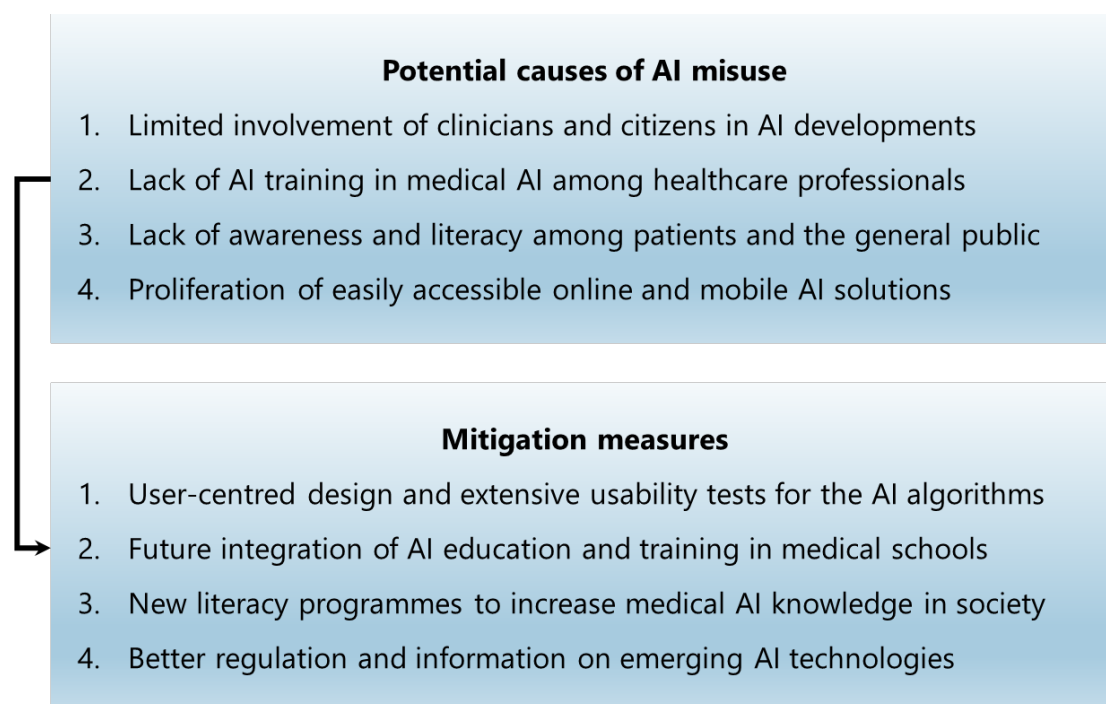 Potential causes of AI misuse
1. Limited involvement of clinicians and citizens in AI developments
2. Lack of AI training in medical AI among healthcare professionals
3. Lack of awareness and literacy among patients and the general public
4. Proliferation of easily accessible online and mobile AI solutions
Mitigation measures
1. User-centred design and extensive usability tests for the AI algorithms
2. Future integration of AI education and training in medical schools
3. New literacy programmes to increase medical AI knowledge in society
4. Better regulation and information on emerging AI technologies